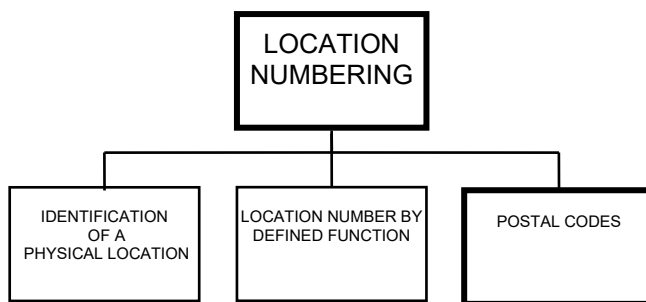 LOCATION
NUMBERING
IDENTIFICATION
OF A
PHYSICAL LOCATION
LOCATION NUMBER BY
DEFINED FUNCTION
POSTAL CODES